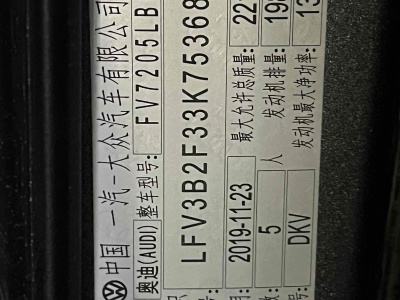 中国 一汽-大众汽车有限公司
奥迪(AUDI) 整车型号: FV7205LB
LFV3B2F33K75368
2019-11-23 最大允许总质量: 22
5 人 发动机排量: 198
DKV 发动机最大净功率: 13